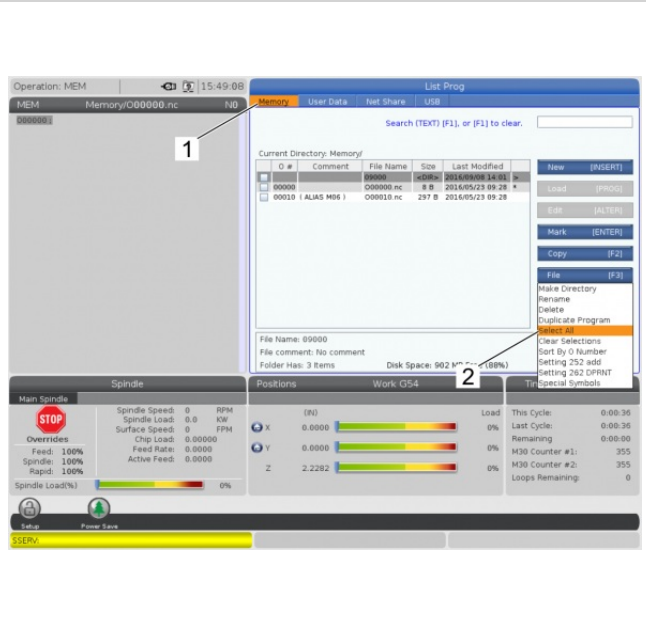 Operation: MEM 15:49:08
List Prog
MEM Memory/O00000.nc N0
Memory User Data Net Share USB
O00000;
1
Search (TEXT) [F1], or [F1] to clear.
Current Directory: Memory/
O # Comment File Name Size Last Modified
09000 <DIR> 2016/09/08 14:01 >
00000 O00000.nc 8 B 2016/05/23 09:28 *
00010 ( ALIAS M06 ) O00010.nc 297 B 2016/05/23 09:28
New [INSERT]
Load [PROG]
Edit [ALTER]
Mark [ENTER]
Copy [F2]
File [F3]
Make Directory
Rename
Delete
Duplicate Program
Select All
Clear Selections
Sort By O Number
Setting 252 add
Setting 262 DPRNT
Special Symbols
File Name: 09000
File comment: No comment
Folder Has: 3 Items Disk Space: 902 (88%)
2
Spindle
Main Spindle
STOP
Overrides
Feed: 100%
Spindle: 100%
Rapid: 100%
Spindle Speed: 0 RPM
Spindle Load: 0.0 KW
Surface Speed: 0 FPM
Chip Load: 0.00000
Feed Rate: 0.0000
Active Feed: 0.0000
Spindle Load(%) 0%
Positions Work G54
(IN) Load
X 0.0000 0%
Y 0.0000 0%
Z 2.2282 0%
This Cycle: 0:00:36
Last Cycle: 0:00:36
Remaining 0:00:00
M30 Counter #1: 355
M30 Counter #2: 355
Loops Remaining: 0
Setup Power Save
SSERV\